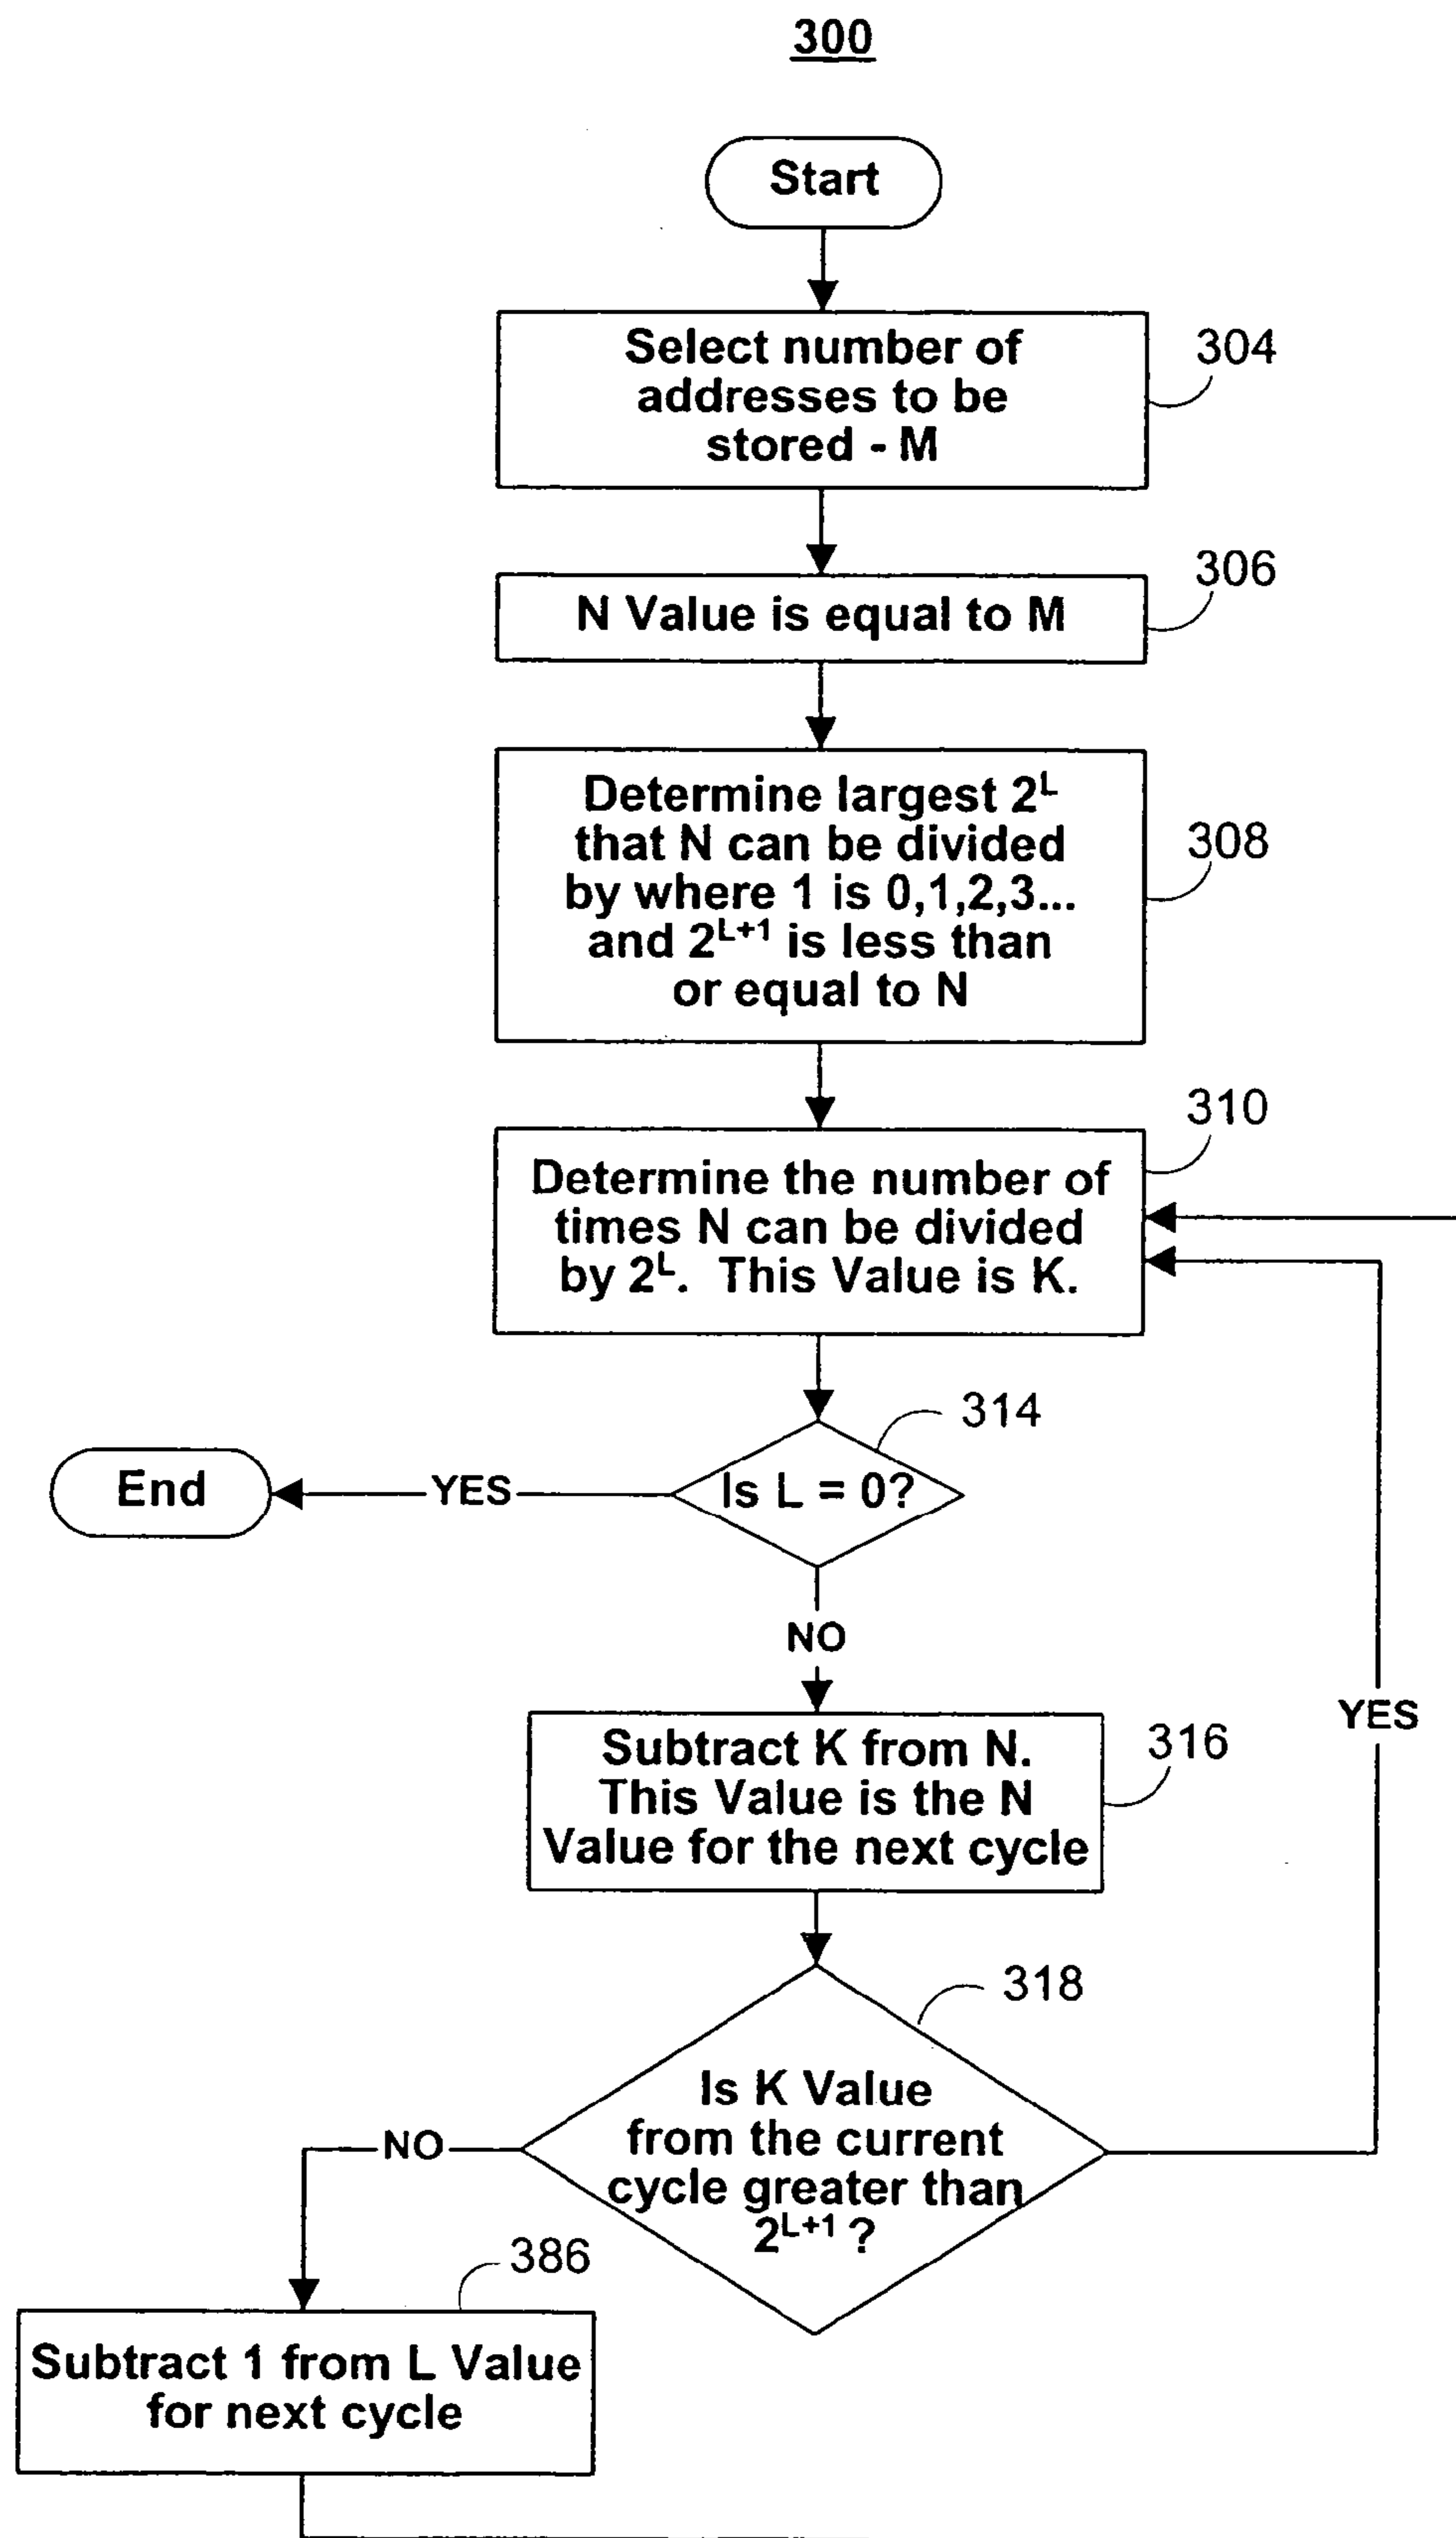 300
Start
Select number of
addresses to be
stored - M
304
N Value is equal to M
306
Determine largest 2^L
that N can be divided
by where 1 is 0,1,2,3...
and 2^L+1 is less than
or equal to N
308
Determine the number of
times N can be divided
by 2^L. This Value is K.
310
Is L = 0?
314
YES
End
NO
Subtract K from N.
This Value is the N
Value for the next cycle
316
YES
Is K Value
from the current
cycle greater than
2^L+1 ?
318
NO
386
Subtract 1 from L Value
for next cycle